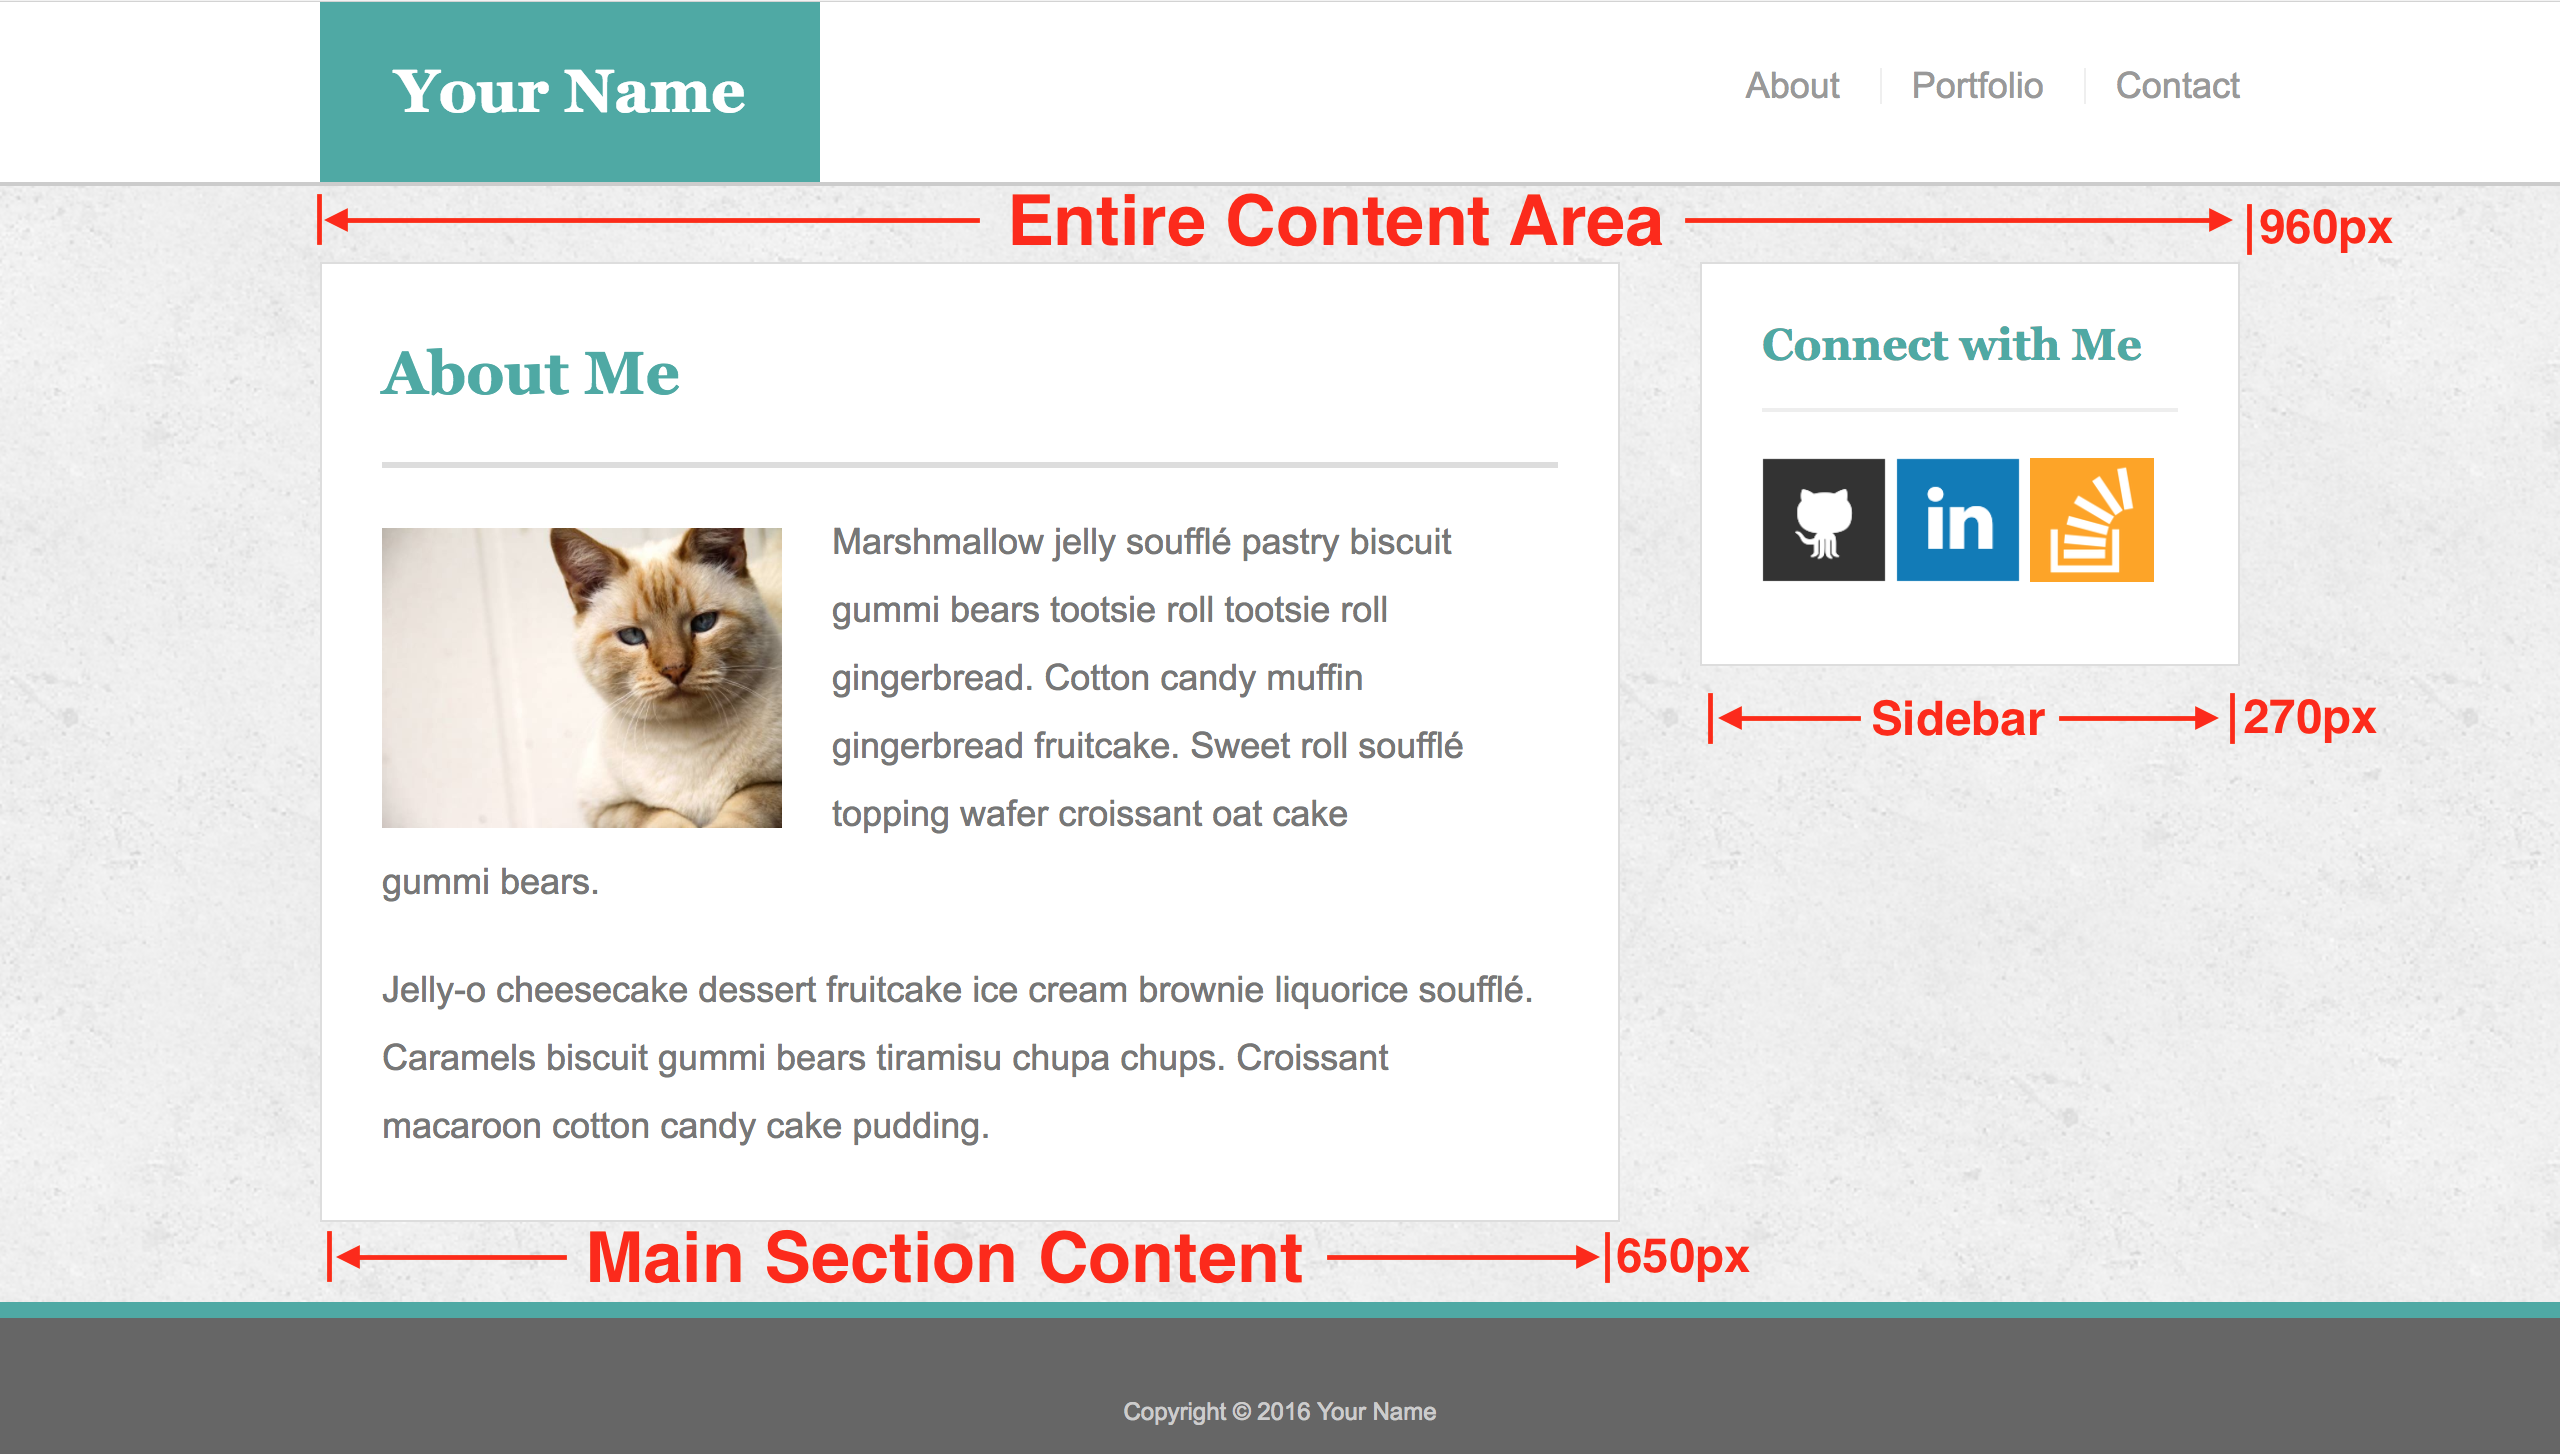 Your Name
About
Portfolio
Contact
Entire Content Area
960px
About Me
Marshmallow jelly soufflé pastry biscuit
gummi bears tootsie roll tootsie roll
gingerbread. Cotton candy muffin
gingerbread fruitcake. Sweet roll soufflé
topping wafer croissant oat cake
gummi bears.
Jelly-o cheesecake dessert fruitcake ice cream brownie liquorice soufflé.
Caramels biscuit gummi bears tiramisu chupa chups. Croissant
macaroon cotton candy cake pudding.
Connect with Me
in
Sidebar
270px
Main Section Content
650px
Copyright © 2016 Your Name